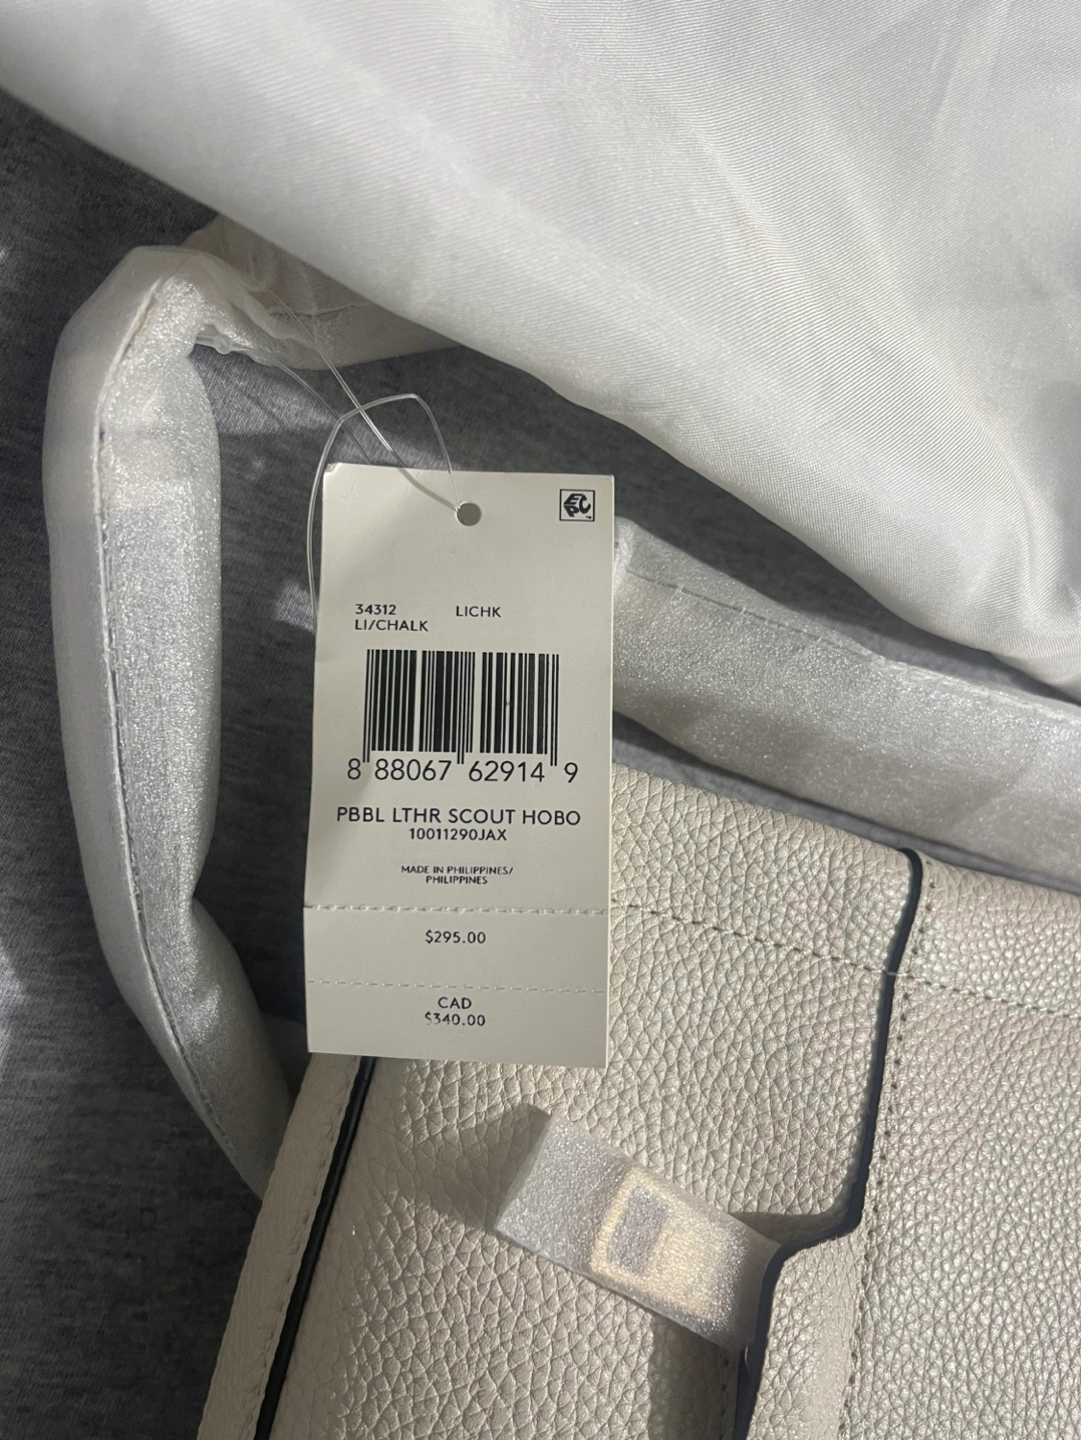 EPC
34312 LICHK
LI/CHALK
8 88067 62914 9
PBBL LTHR SCOUT HOBO
10011290JAX
MADE IN PHILIPPINES/
PHILIPPINES
$295.00
CAD
$340.00